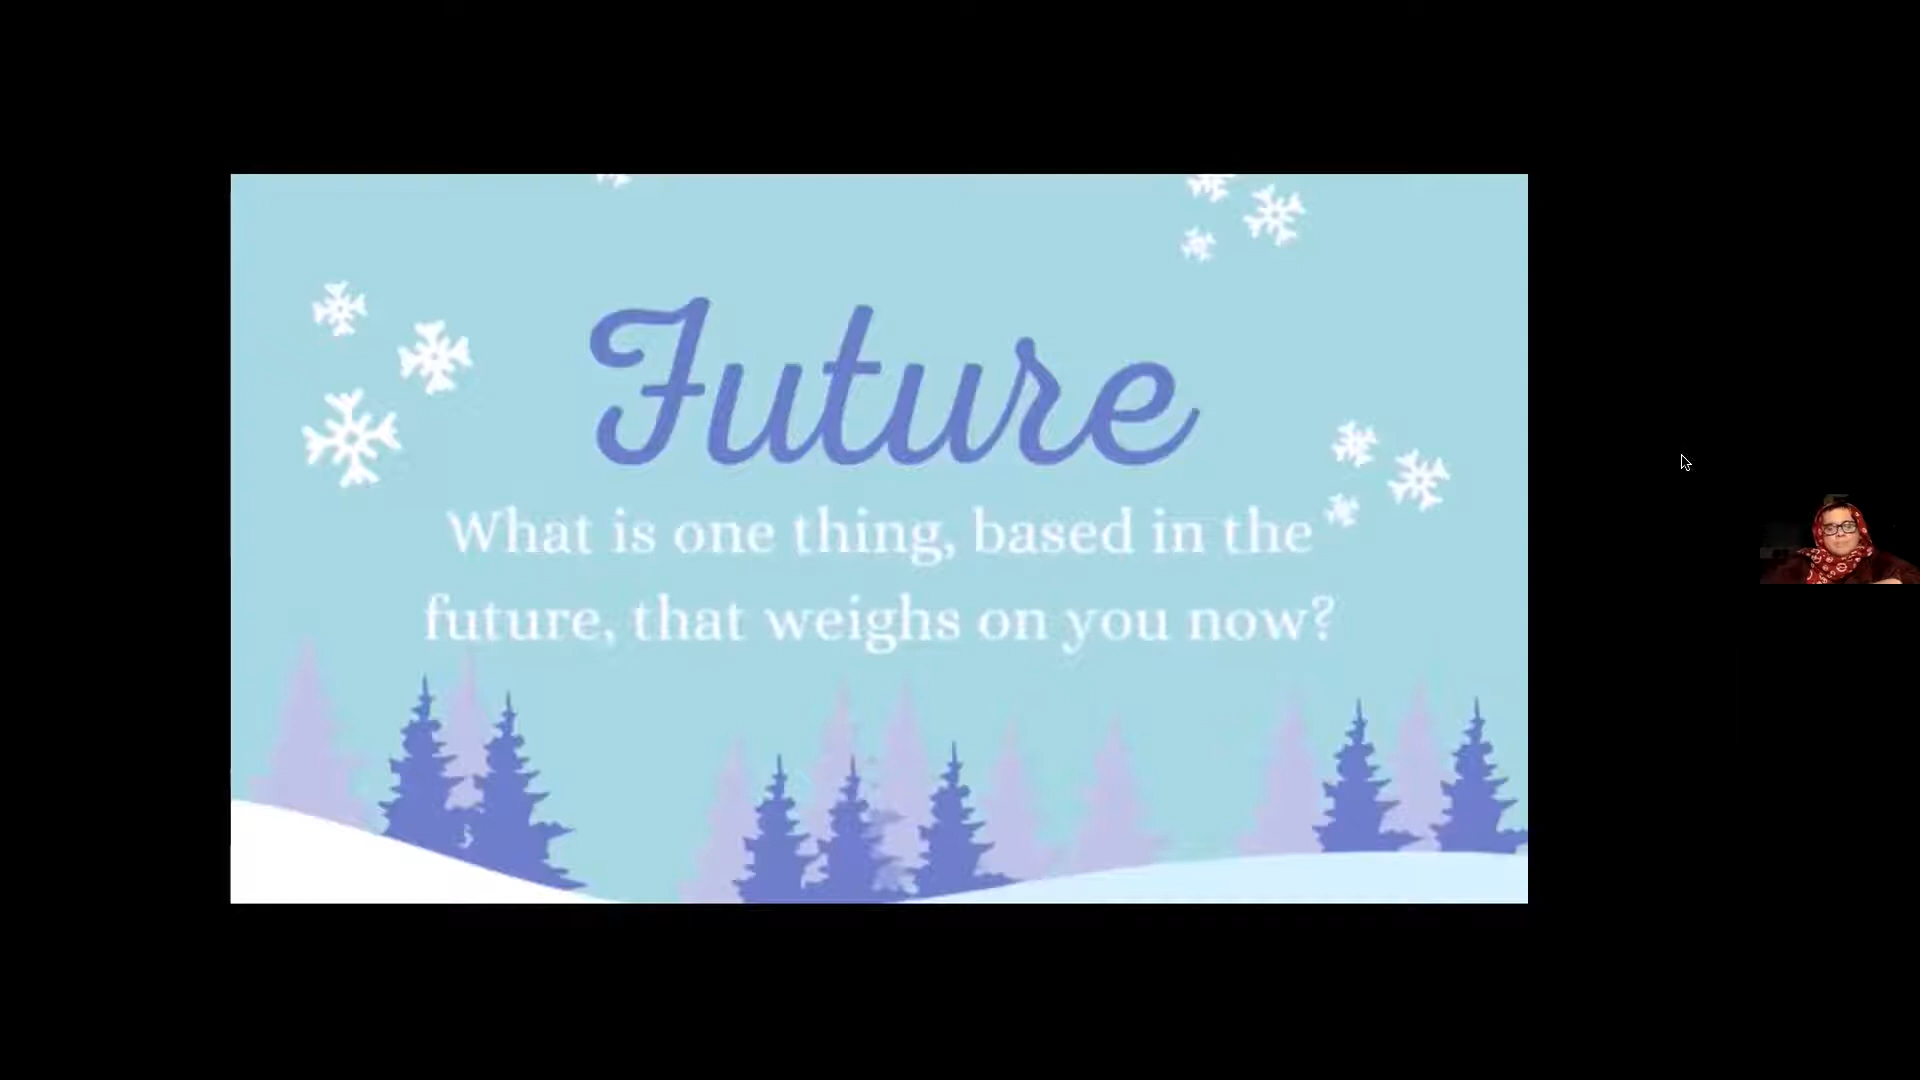 Future
What is one thing, based in the
future, that weighs on you now?